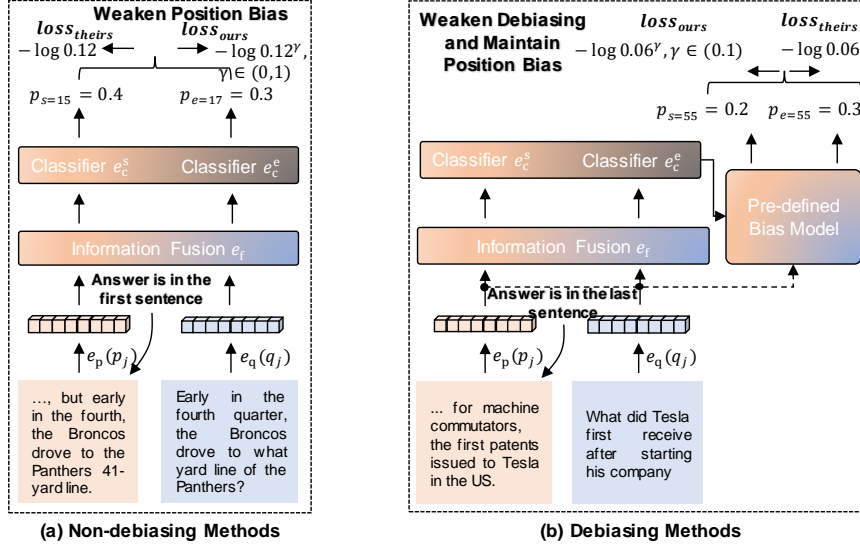 Weaken Position Bias
loss_theirs loss_ours
− log 0.12 − log 0.12^γ,
γ ∈ (0,1)
p_{s=15} = 0.4 p_{e=17} = 0.3
Classifier e_c^s Classifier e_c^e
Information Fusion e_f
Answer is in the
first sentence
e_p(p_j) e_q(q_j)
…, but early
in the fourth,
the Broncos
drove to the
Panthers 41-
yard line.
Early in the
fourth quarter,
the Broncos
drove to what
yard line of the
Panthers?
(a) Non-debiasing Methods
Weaken Debiasing
and Maintain
Position Bias
loss_ours loss_theirs
− log 0.06^γ, γ ∈ (0.1) − log 0.06
p_{s=55} = 0.2 p_{e=55} = 0.3
Classifier e_c^s Classifier e_c^e
Pre-defined
Bias Model
Information Fusion e_f
Answer is in the last
sentence
e_p(p_j) e_q(q_j)
... for machine
commutators,
the first patents
issued to Tesla
in the US.
What did Tesla
first receive
after starting
his company
(b) Debiasing Methods